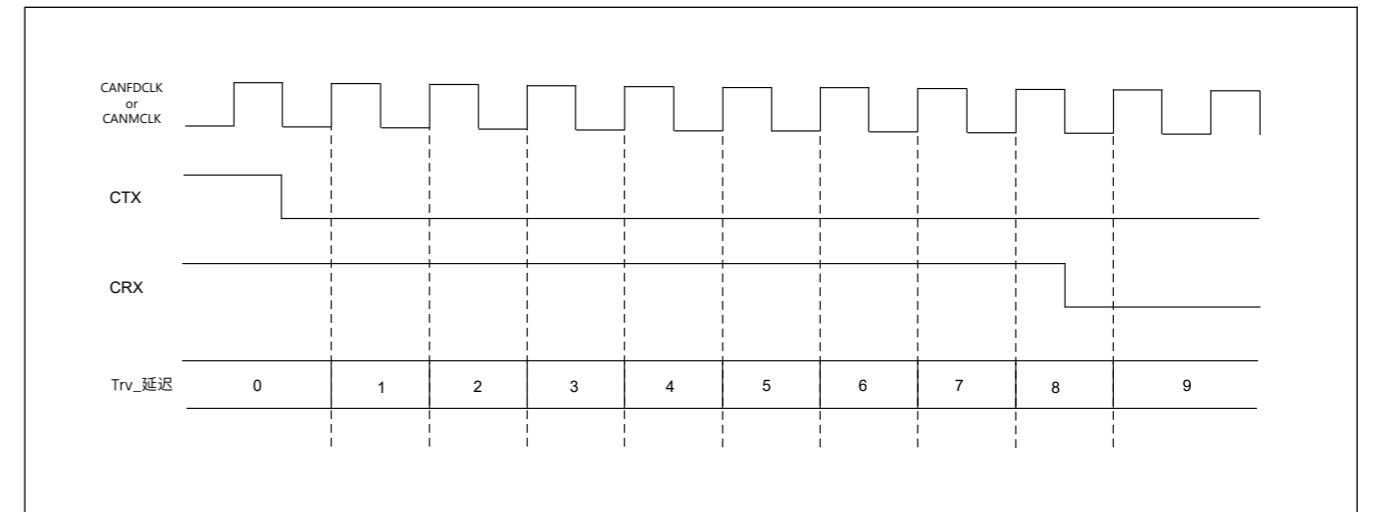 CANFDCLK
or
CANMCLK
CTX
CRX
Trv_延迟 0 1 2 3 4 5 6 7 8 9